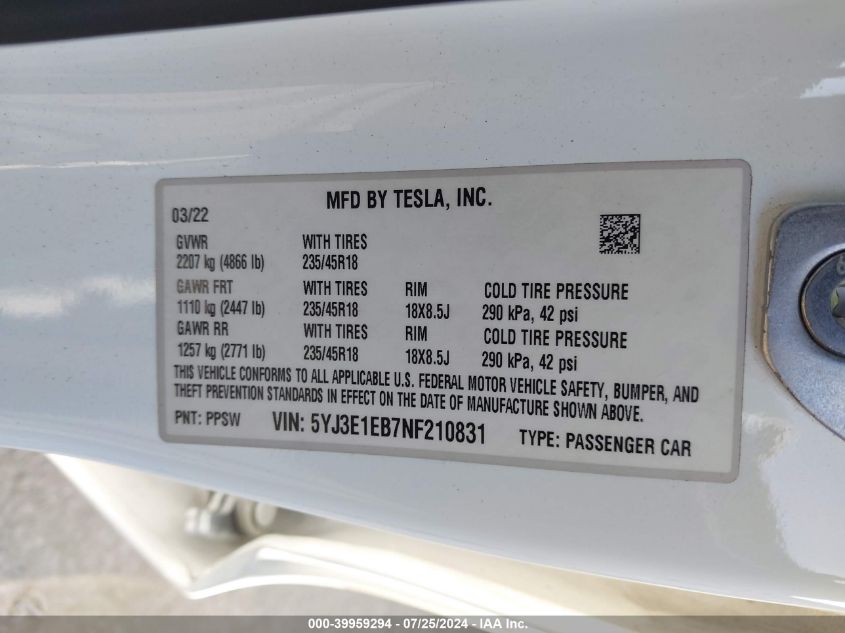 MFD BY TESLA, INC.
03/22
GVWR WITH TIRES
2207 kg (4866 lb) 235/45R18
GAWR FRT WITH TIRES RIM COLD TIRE PRESSURE
1110 kg (2447 lb) 235/45R18 18X8.5J 290 kPa, 42 psi
GAWR RR WITH TIRES RIM COLD TIRE PRESSURE
1257 kg (2771 lb) 235/45R18 18X8.5J 290 kPa, 42 psi
THIS VEHICLE CONFORMS TO ALL APPLICABLE U.S. FEDERAL MOTOR VEHICLE SAFETY, BUMPER, AND
THEFT PREVENTION STANDARDS IN EFFECT ON THE DATE OF MANUFACTURE SHOWN ABOVE.
PNT: PPSW VIN: 5YJ3E1EB7NF210831 TYPE: PASSENGER CAR
000-39959294 - 07/25/2024 - IAA Inc.